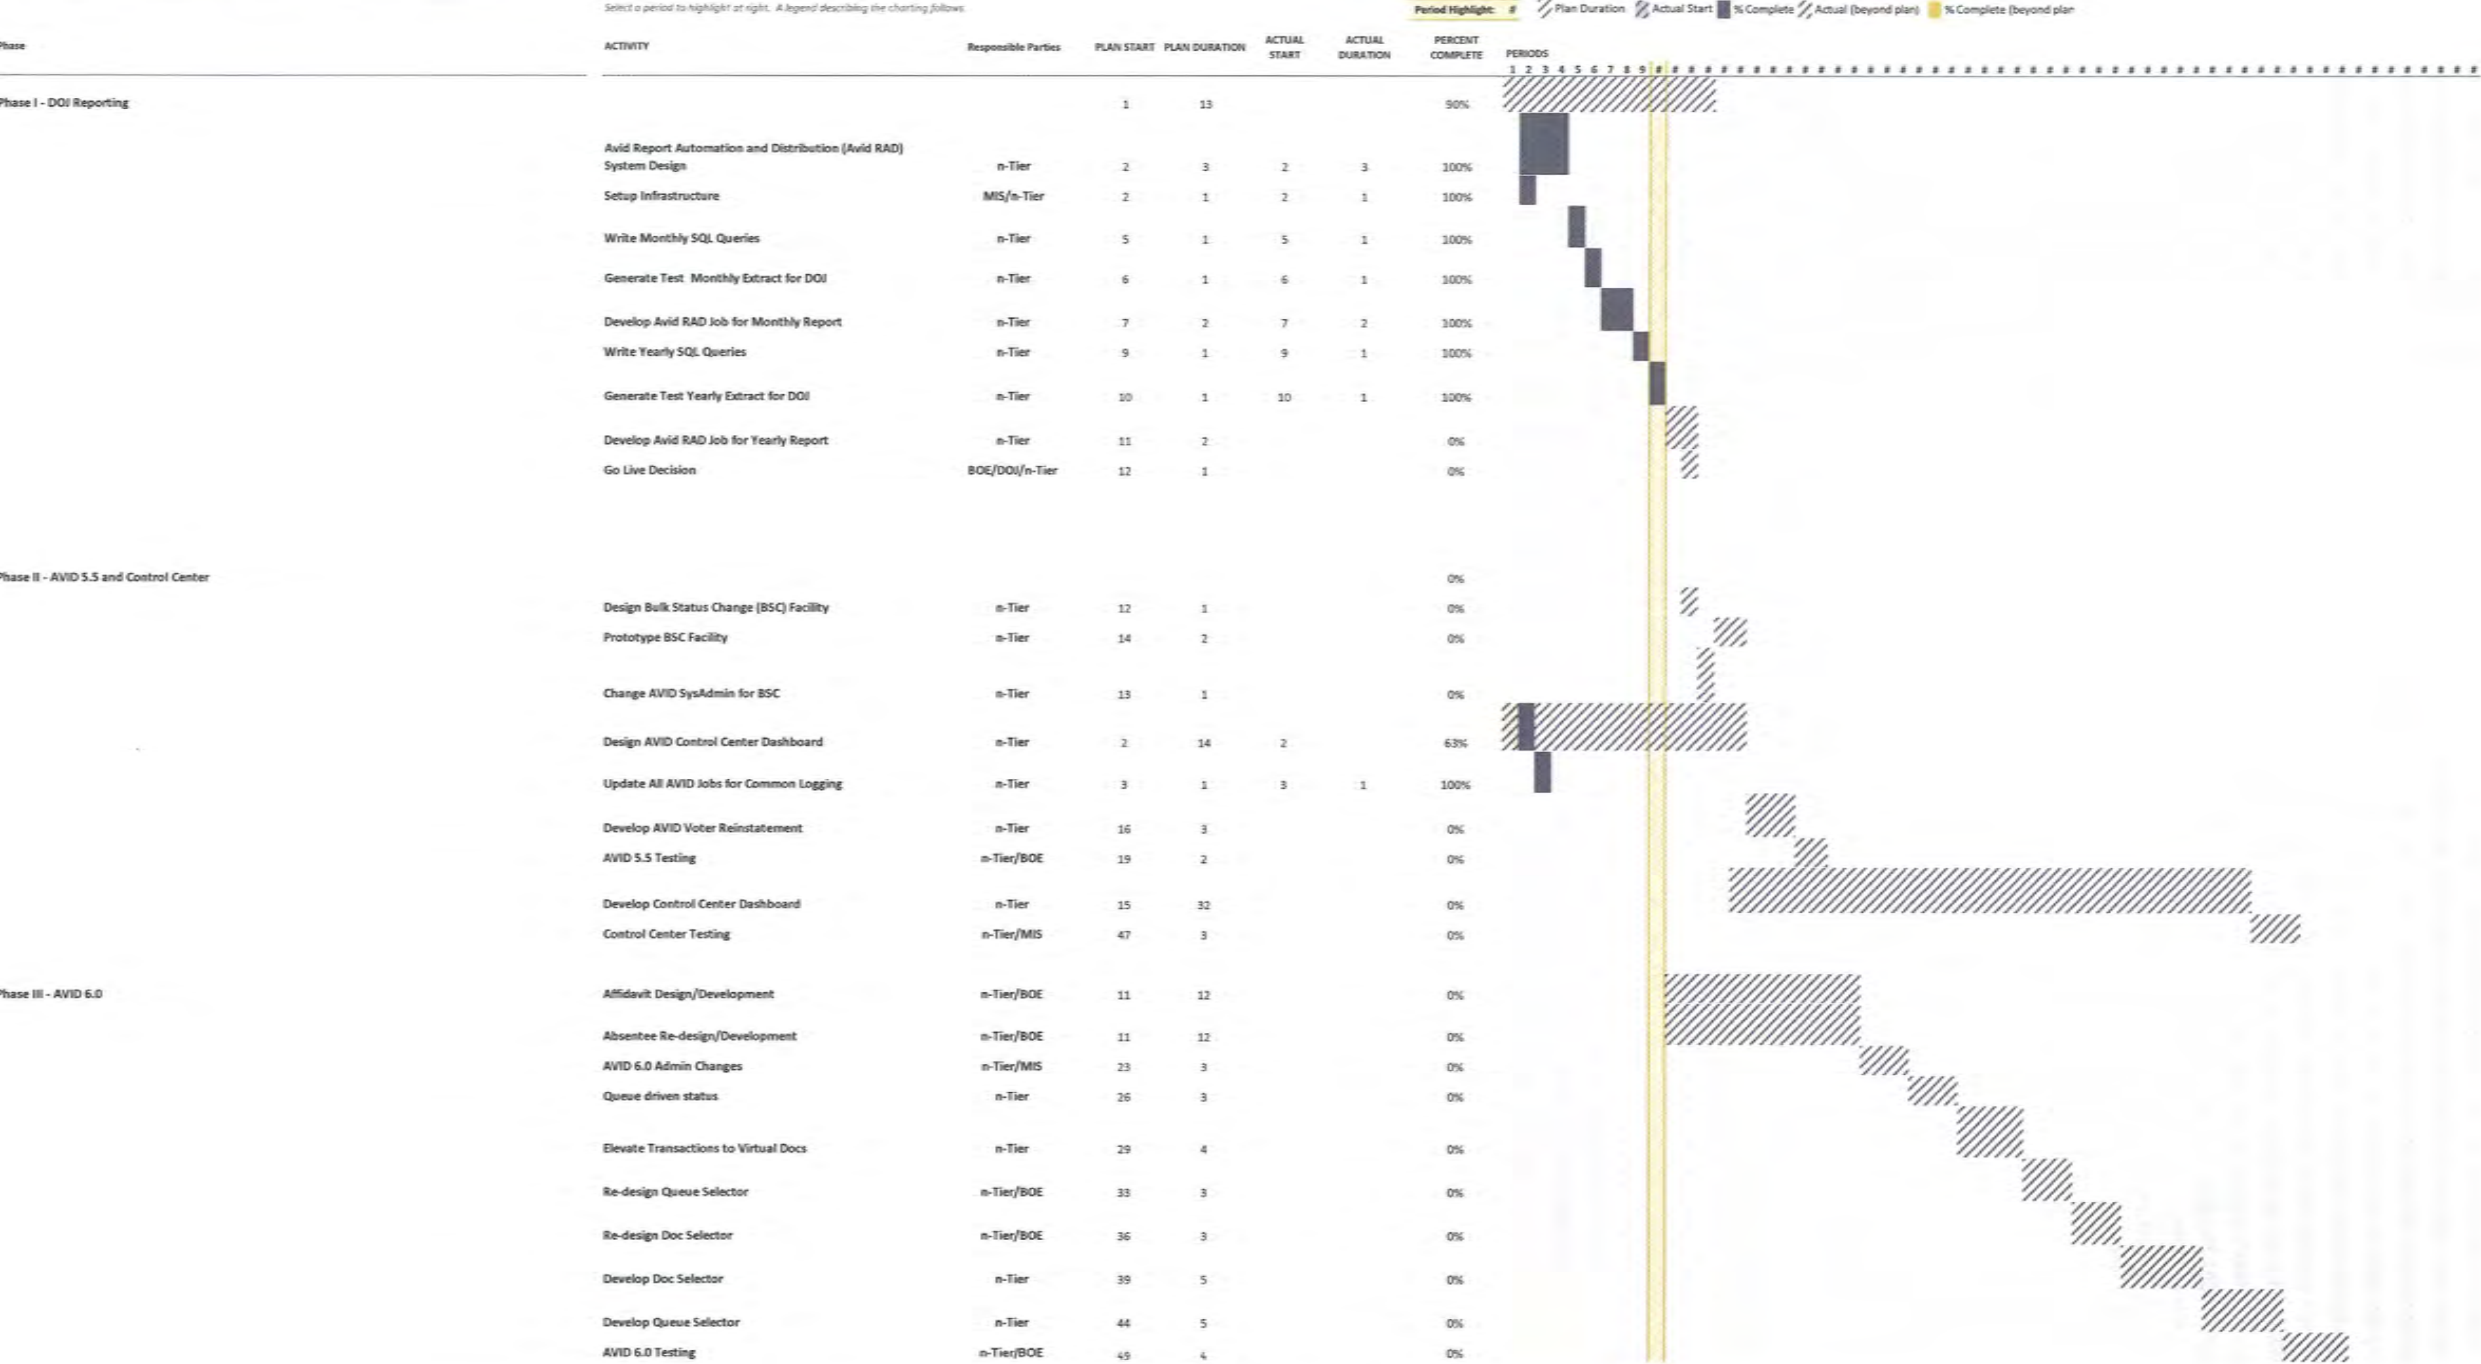 Select a period to highlight at right. A legend describing the charting follows.
Period Highlight: # Plan Duration Actual Start % Complete Actual (beyond plan) % Complete (beyond plan
Phase ACTIVITY Responsible Parties PLAN START PLAN DURATION ACTUAL START ACTUAL DURATION PERCENT COMPLETE PERIODS
1 2 3 4 5 6 7 8 9 # # # # # # # # # # # # # # # # # # # # # # # # # # # # # # # # # # # # # # # # # # # # # # # # # # #
Phase I - DOJ Reporting 1 13 90%
Avid Report Automation and Distribution (Avid RAD)
System Design n-Tier 2 3 2 3 100%
Setup Infrastructure MIS/n-Tier 2 1 2 1 100%
Write Monthly SQL Queries n-Tier 5 1 5 1 100%
Generate Test Monthly Extract for DOJ n-Tier 6 1 6 1 100%
Develop Avid RAD Job for Monthly Report n-Tier 7 2 7 2 100%
Write Yearly SQL Queries n-Tier 9 1 9 1 100%
Generate Test Yearly Extract for DOJ n-Tier 10 1 10 1 100%
Develop Avid RAD Job for Yearly Report n-Tier 11 2 0%
Go Live Decision BOE/DOJ/n-Tier 12 1 0%
Phase II - AVID 5.5 and Control Center 0%
Design Bulk Status Change (BSC) Facility n-Tier 12 1 0%
Prototype BSC Facility n-Tier 14 2 0%
Change AVID SysAdmin for BSC n-Tier 13 1 0%
Design AVID Control Center Dashboard n-Tier 2 14 2 63%
Update All AVID Jobs for Common Logging n-Tier 3 1 3 1 100%
Develop AVID Voter Reinstatement n-Tier 16 3 0%
AVID 5.5 Testing n-Tier/BOE 19 2 0%
Develop Control Center Dashboard n-Tier 15 32 0%
Control Center Testing n-Tier/MIS 47 3 0%
Phase III - AVID 6.0 Affidavit Design/Development n-Tier/BOE 11 12 0%
Absentee Re-design/Development n-Tier/BOE 11 12 0%
AVID 6.0 Admin Changes n-Tier/MIS 23 3 0%
Queue driven status n-Tier 26 3 0%
Elevate Transactions to Virtual Docs n-Tier 29 4 0%
Re-design Queue Selector n-Tier/BOE 33 3 0%
Re-design Doc Selector n-Tier/BOE 36 3 0%
Develop Doc Selector n-Tier 39 5 0%
Develop Queue Selector n-Tier 44 5 0%
AVID 6.0 Testing n-Tier/BOE 49 4 0%